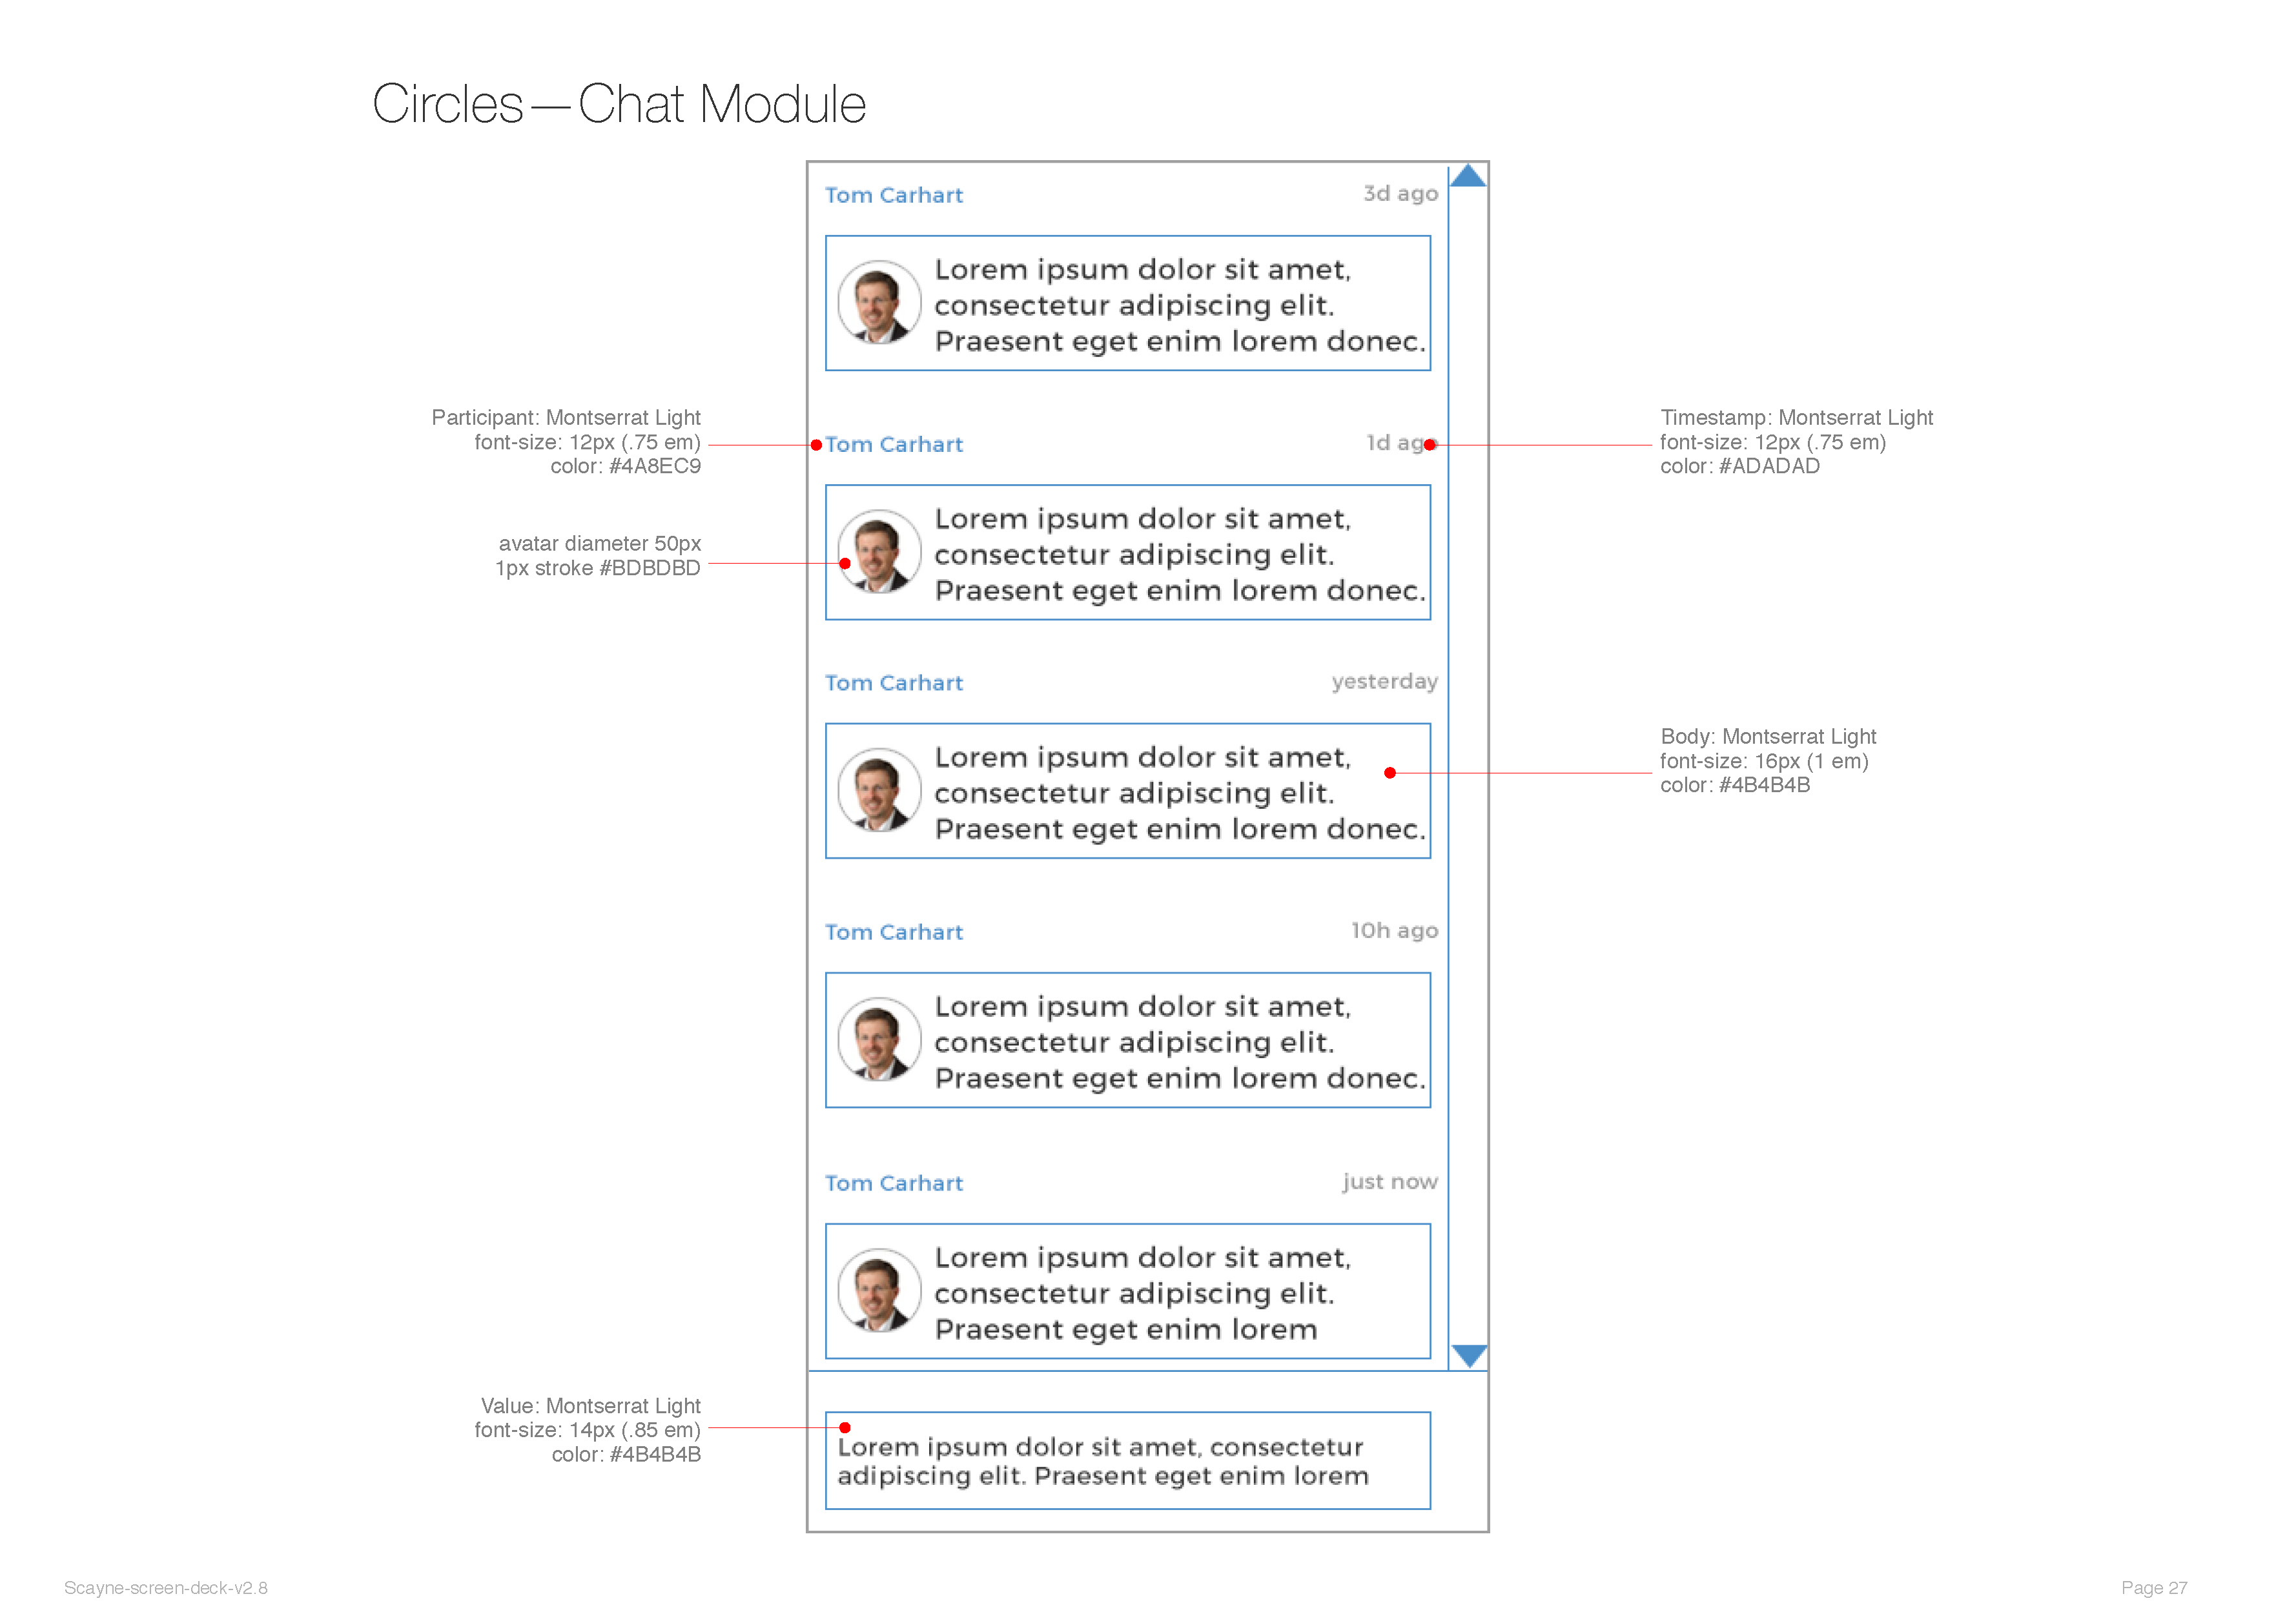 Circles—Chat Module
Tom Carhart 3d ago
Lorem ipsum dolor sit amet,
consectetur adipiscing elit.
Praesent eget enim lorem donec.
Participant: Montserrat Light
font-size: 12px (.75 em)
color: #4A8EC9
Tom Carhart 1d ago
Timestamp: Montserrat Light
font-size: 12px (.75 em)
color: #ADADAD
avatar diameter 50px
1px stroke #BDBDBD
Lorem ipsum dolor sit amet,
consectetur adipiscing elit.
Praesent eget enim lorem donec.
Tom Carhart yesterday
Lorem ipsum dolor sit amet,
consectetur adipiscing elit.
Praesent eget enim lorem donec.
Body: Montserrat Light
font-size: 16px (1 em)
color: #4B4B4B
Tom Carhart 10h ago
Lorem ipsum dolor sit amet,
consectetur adipiscing elit.
Praesent eget enim lorem donec.
Tom Carhart just now
Lorem ipsum dolor sit amet,
consectetur adipiscing elit.
Praesent eget enim lorem
Value: Montserrat Light
font-size: 14px (.85 em)
color: #4B4B4B
Lorem ipsum dolor sit amet, consectetur
adipiscing elit. Praesent eget enim lorem
Scayne-screen-deck-v2.8
Page 27